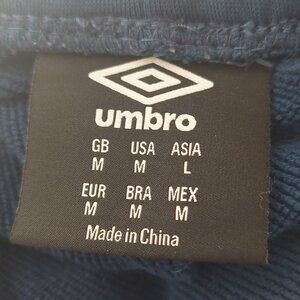 umbro
GB USA ASIA
M M L
EUR BRA MEX
M M M
Made in China